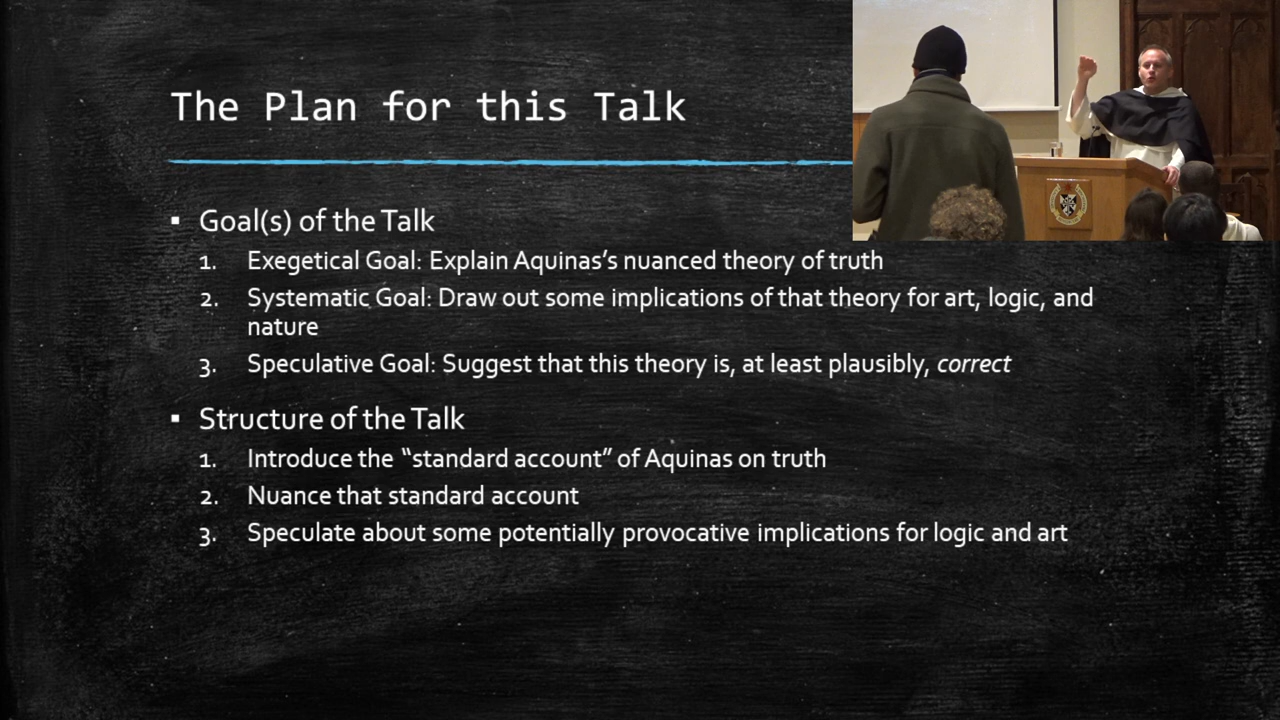 The Plan for this Talk
▪ Goal(s) of the Talk
1. Exegetical Goal: Explain Aquinas’s nuanced theory of truth
2. Systematic Goal: Draw out some implications of that theory for art, logic, and
nature
3. Speculative Goal: Suggest that this theory is, at least plausibly, correct
▪ Structure of the Talk
1. Introduce the “standard account” of Aquinas on truth
2. Nuance that standard account
3. Speculate about some potentially provocative implications for logic and art